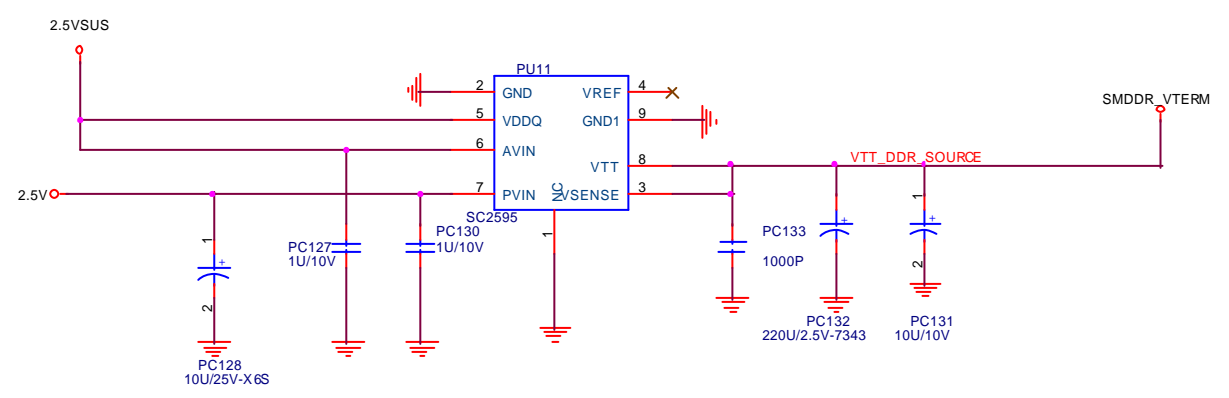 2.5VSUS
PU11
2 GND
VREF 4
SMDDR_VTERM
5 VDDQ
GND1 9
6 AVIN
VTT 8
VTT_DDR_SOURCE
2.5V
7 PVIN
NC
VSENSE 3
1
SC2595
1
PC130
1U/10V
PC127
1U/10V
1
PC133
1000P
+
+
+
2
2
PC128
10U/25V-X6S
PC132
220U/2.5V-7343
PC131
10U/10V